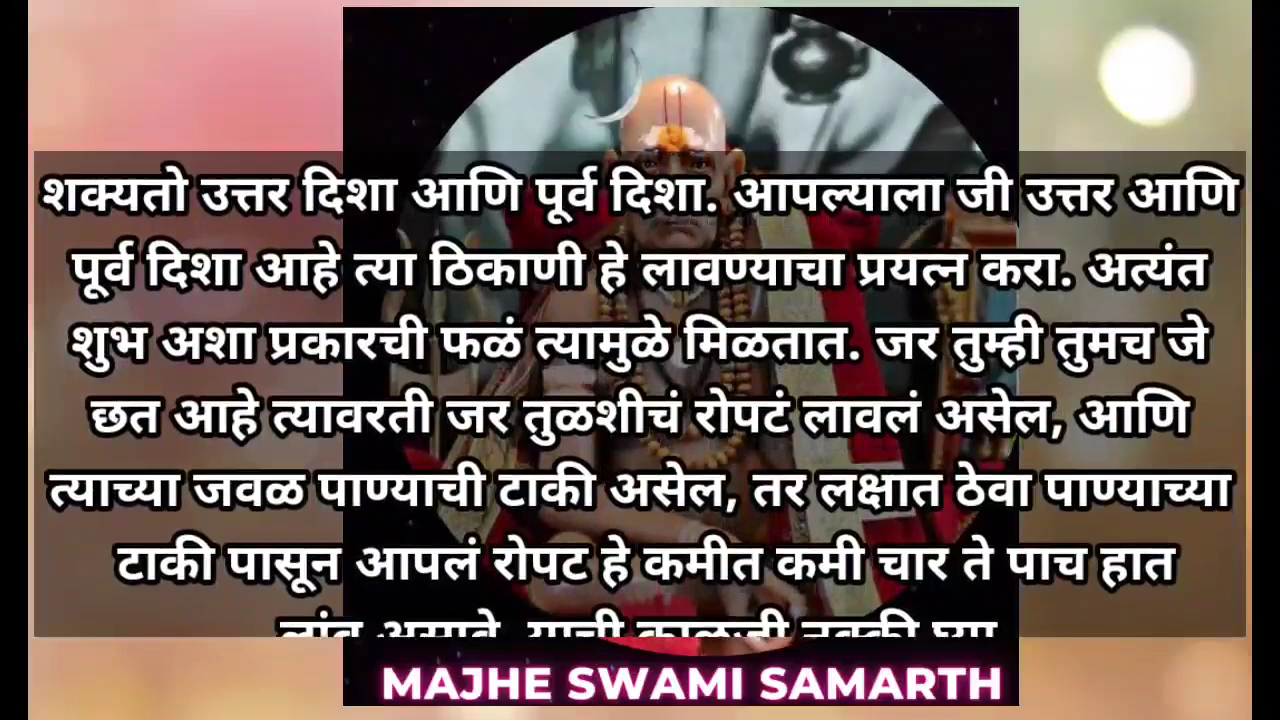 शक्यतो उत्तर दिशा आणि पूर्व दिशा. आपल्याला जी उत्तर आणि
पूर्व दिशा आहे त्या ठिकाणी हे लावण्याचा प्रयत्न करा. अत्यंत
शुभ अशा प्रकारची फळं त्यामुळे मिळतात. जर तुम्ही तुमच जे
छत आहे त्यावरती जर तुळशीचं रोपटं लावलं असेल, आणि
त्याच्या जवळ पाण्याची टाकी असेल, तर लक्षात ठेवा पाण्याच्या
टाकी पासून आपलं रोपट हे कमीत कमी चार ते पाच हात
MAJHE SWAMI SAMARTH